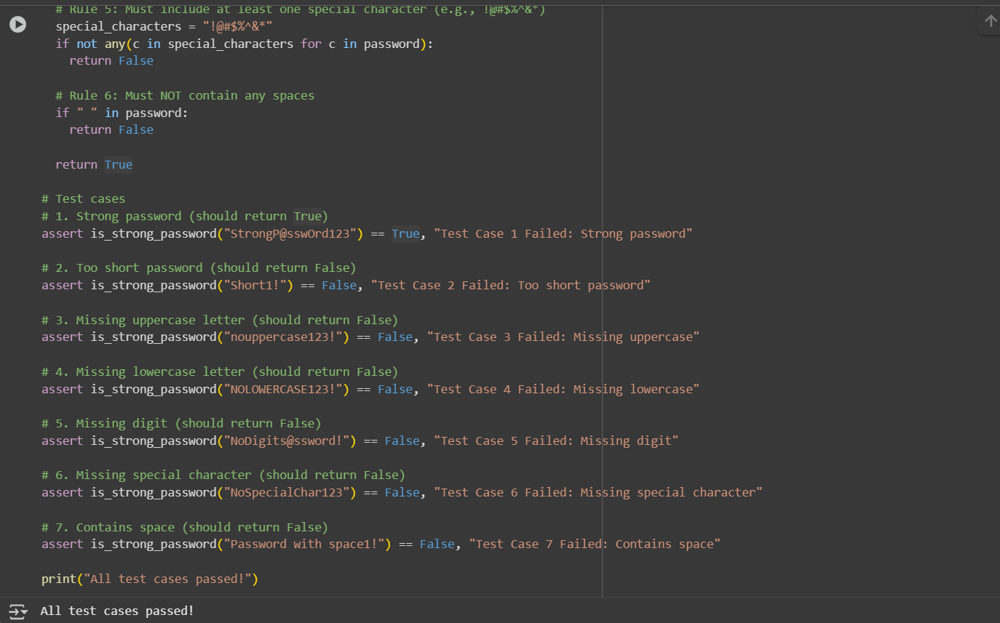 # Rule 5: Must include at least one special character (e.g., !@#$%^&*)
special_characters = "!@#$%^&*"
if not any(c in special_characters for c in password):
return False
# Rule 6: Must NOT contain any spaces
if " " in password:
return False
return True
# Test cases
# 1. Strong password (should return True)
assert is_strong_password("StrongP@sswOrd123") == True, "Test Case 1 Failed: Strong password"
# 2. Too short password (should return False)
assert is_strong_password("Short1!") == False, "Test Case 2 Failed: Too short password"
# 3. Missing uppercase letter (should return False)
assert is_strong_password("nouppercase123!") == False, "Test Case 3 Failed: Missing uppercase"
# 4. Missing lowercase letter (should return False)
assert is_strong_password("NOLOWERCASE123!") == False, "Test Case 4 Failed: Missing lowercase"
# 5. Missing digit (should return False)
assert is_strong_password("NoDigits@ssword!") == False, "Test Case 5 Failed: Missing digit"
# 6. Missing special character (should return False)
assert is_strong_password("NoSpecialChar123") == False, "Test Case 6 Failed: Missing special character"
# 7. Contains space (should return False)
assert is_strong_password("Password with space1!") == False, "Test Case 7 Failed: Contains space"
print("All test cases passed!")
All test cases passed!